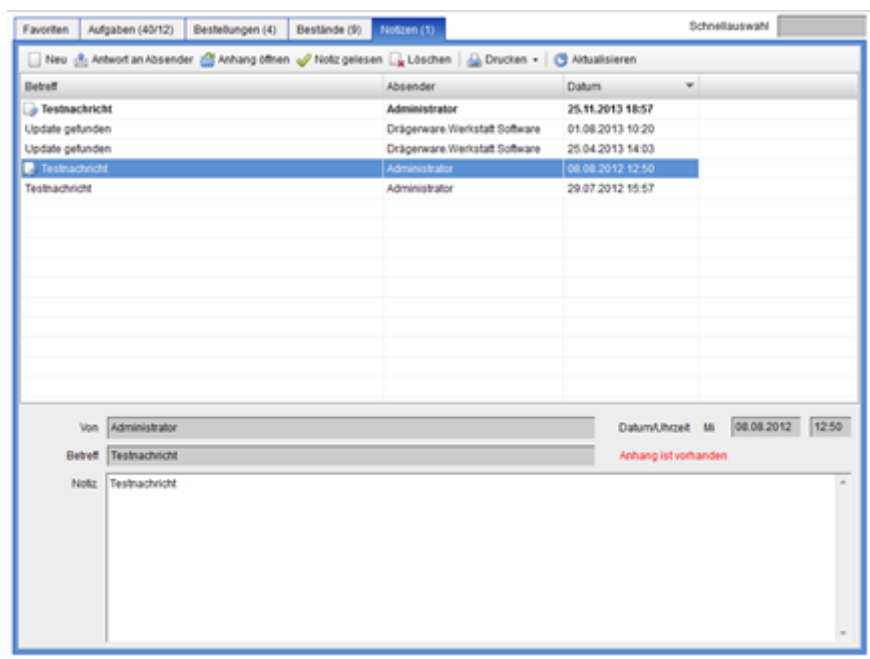 Favoriten Aufgaben (40/12) Bestellungen (4) Bestände (9) Notizen (1) Schnellauswahl
Neu Antwort an Absender Anhang öffnen Notiz gelesen Löschen Drucken Aktualisieren
Betreff Absender Datum
Testnachricht Administrator 25.11.2013 18:57
Update gefunden Drägerware.Werkstatt Software 01.08.2013 10:20
Update gefunden Drägerware.Werkstatt Software 25.04.2013 14:03
Testnachricht Administrator 08.08.2012 12:50
Testnachricht Administrator 29.07.2012 15:57
Von Administrator Datum/Uhrzeit Mi 08.08.2012 12:50
Betreff Testnachricht Anhang ist vorhanden
Notiz Testnachricht